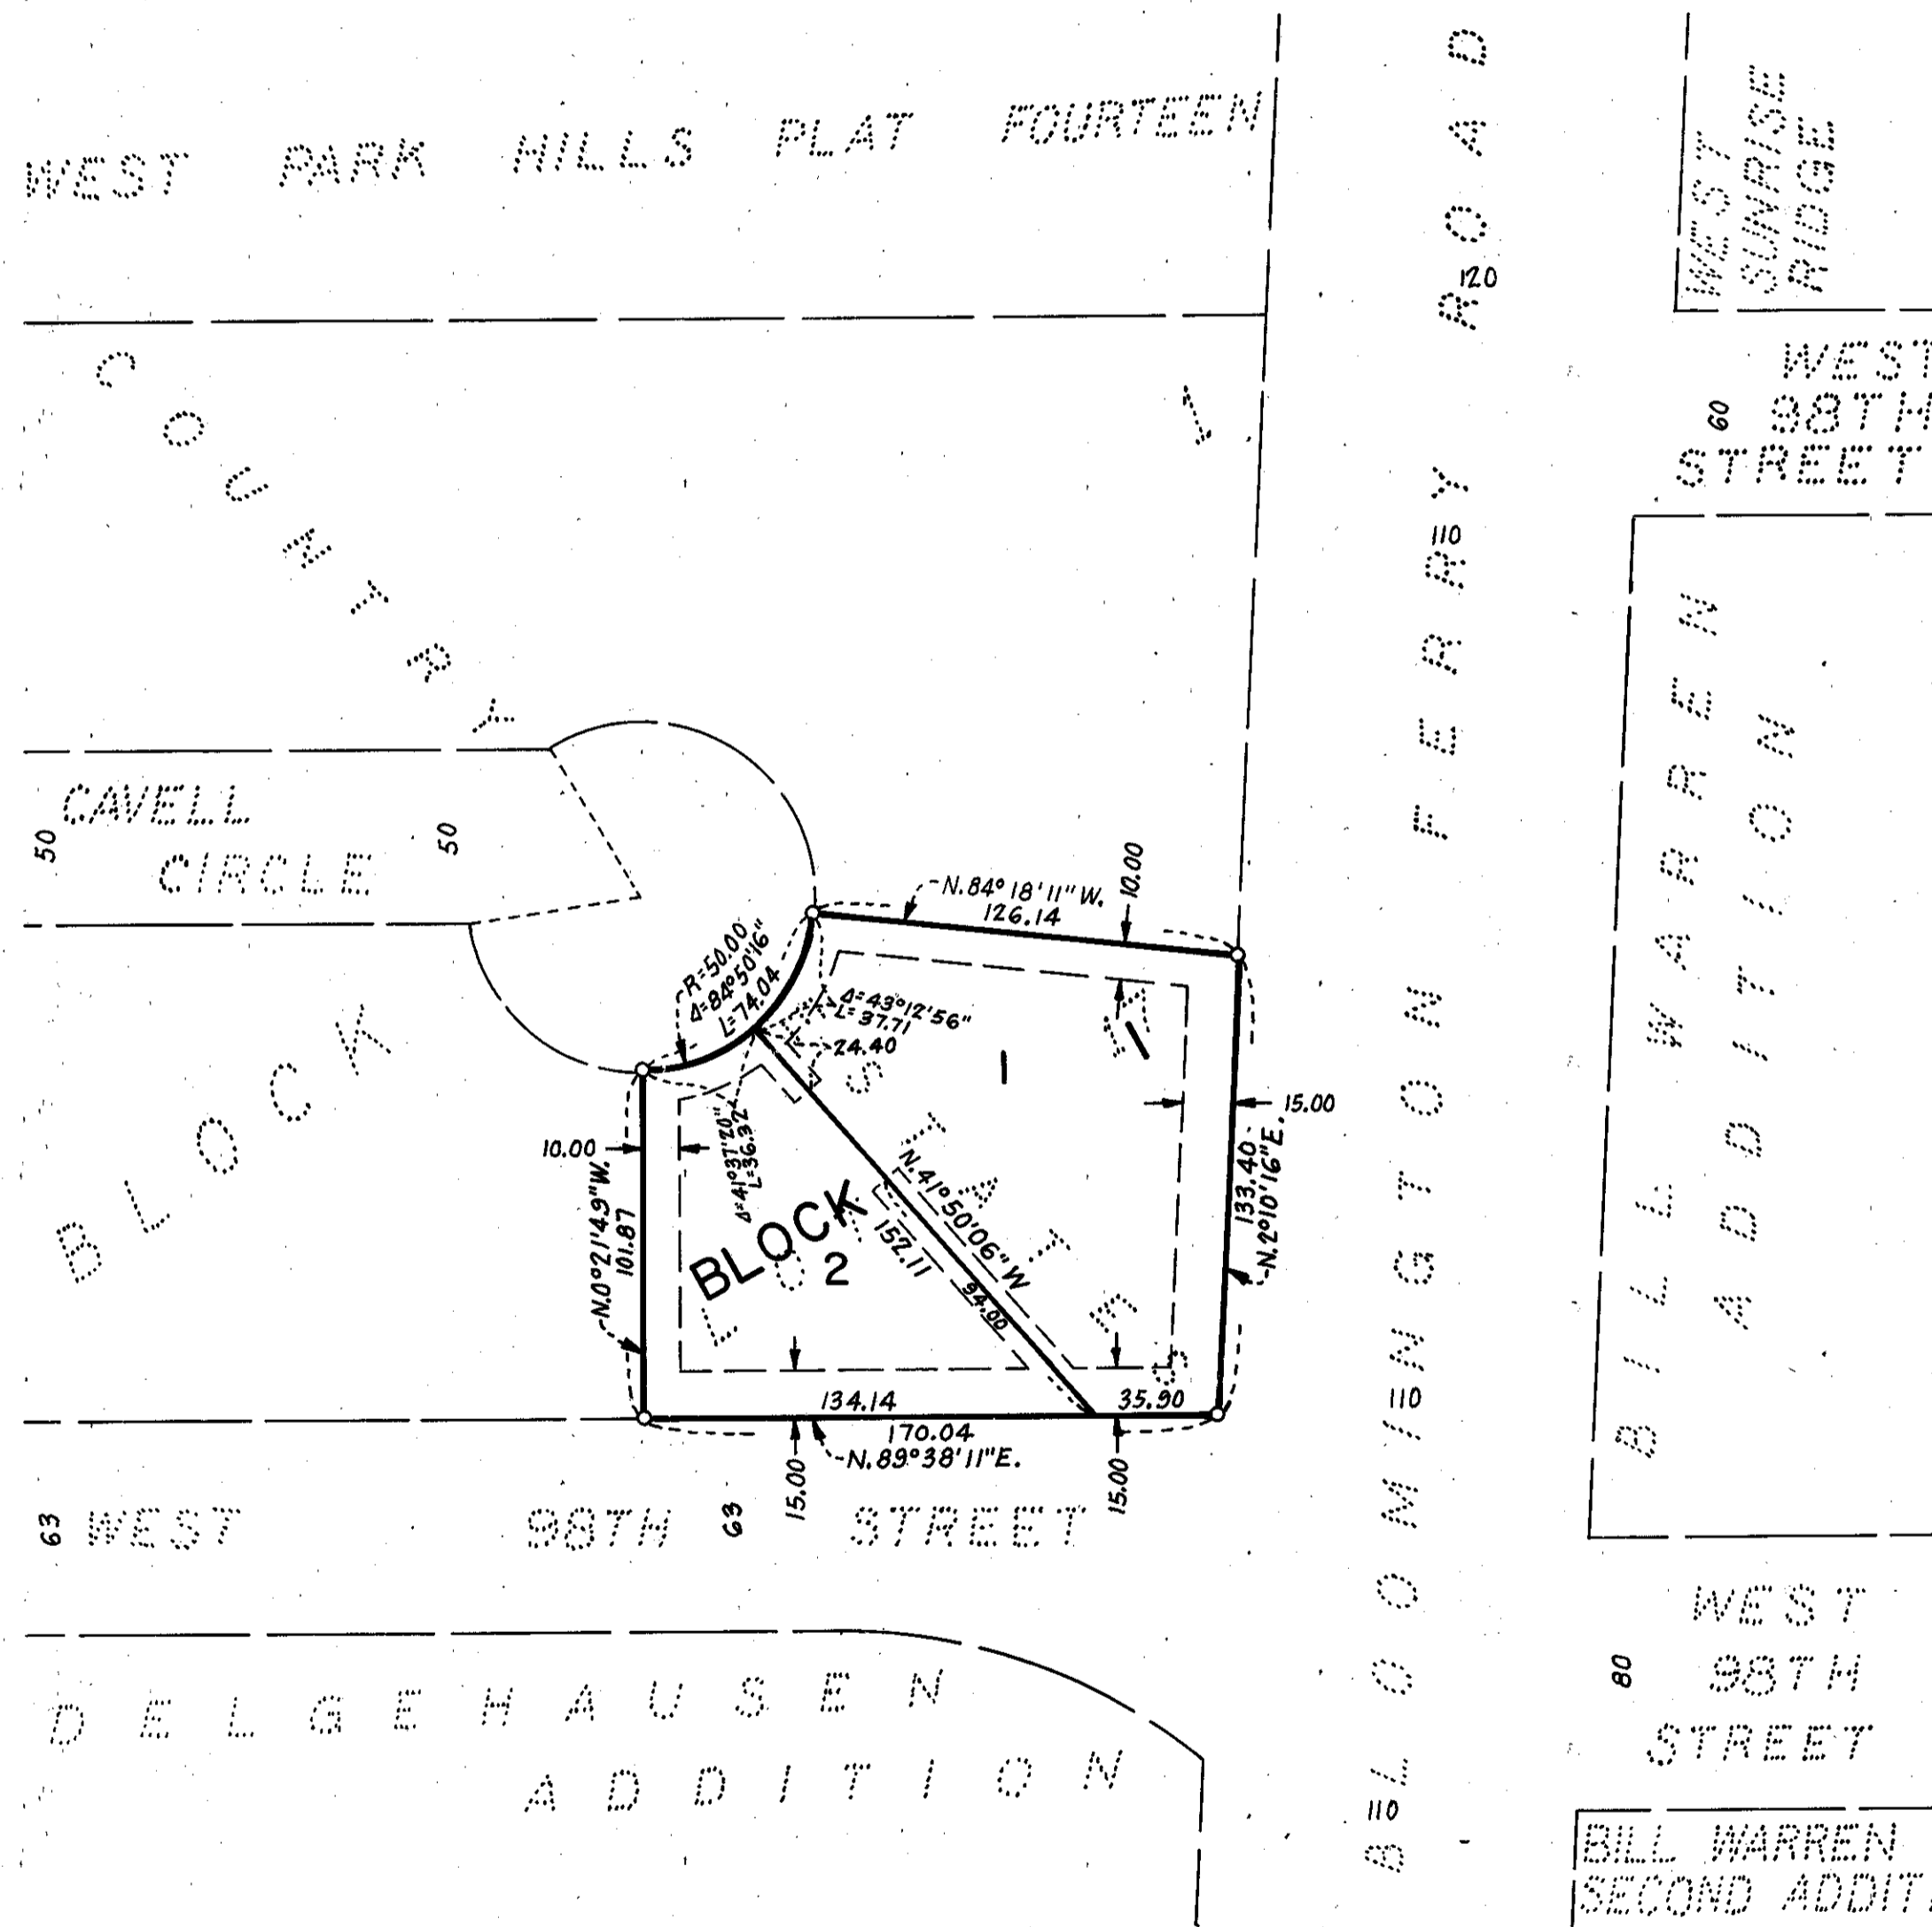 WEST PARK HILLS PLAT FOURTEEN
BLOOMINGTON FERRY ROAD
120
110
110
110
WEST
SUNRISE
RIDGE
WEST
98TH
STREET
60
COUNTRY
1
BILL WARREN
ADDITION
CAVELL
CIRCLE
50
50
BLOCK
N.84°18'11"W.
126.14
10.00
R=50.00
Δ=84°50'16"
L=74.04
Δ=43°12'56"
L=37.71
24.40
1
15.00
133.40
N.2°10'16"E.
10.00
N.0°21'49"W.
101.87
Δ=41°37'20"
L=36.32
BLOCK
2
1
N.41°50'06"W
152.11
94.00
ESTATES
134.14
35.90
170.04
N.89°38'11"E.
15.00
15.00
63 WEST 98TH 63 STREET
DELGEHAUSEN
ADDITION
WEST
98TH
STREET
80
BILL WARREN
SECOND ADDIT